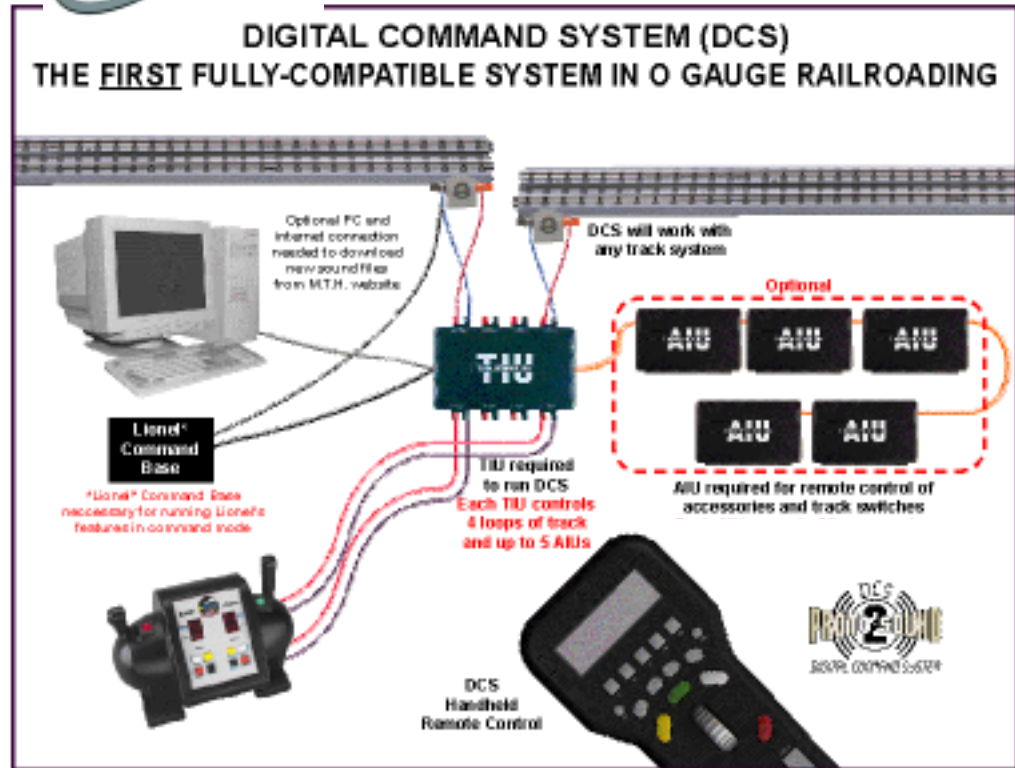 DIGITAL COMMAND SYSTEM (DCS)
THE FIRST FULLY-COMPATIBLE SYSTEM IN O GAUGE RAILROADING
Optional PC and
internet connection
needed to download
new sound files
from M.T.H. website
DCS will work with
any track system
Optional
TIU
AIU
AIU
AIU
AIU
AIU
Lionel*
Command
Base
*Lionel* Command Base
neccessary for running Lionel's
features in command mode
TIU required
to run DCS
Each TIU controls
4 loops of track
and up to 5 AIUs
AIU required for remote control of
accessories and track switches
DCS
Handheld
Remote Control
DCS
PROTO SOUND
2
DIGITAL COMMAND SYSTEM